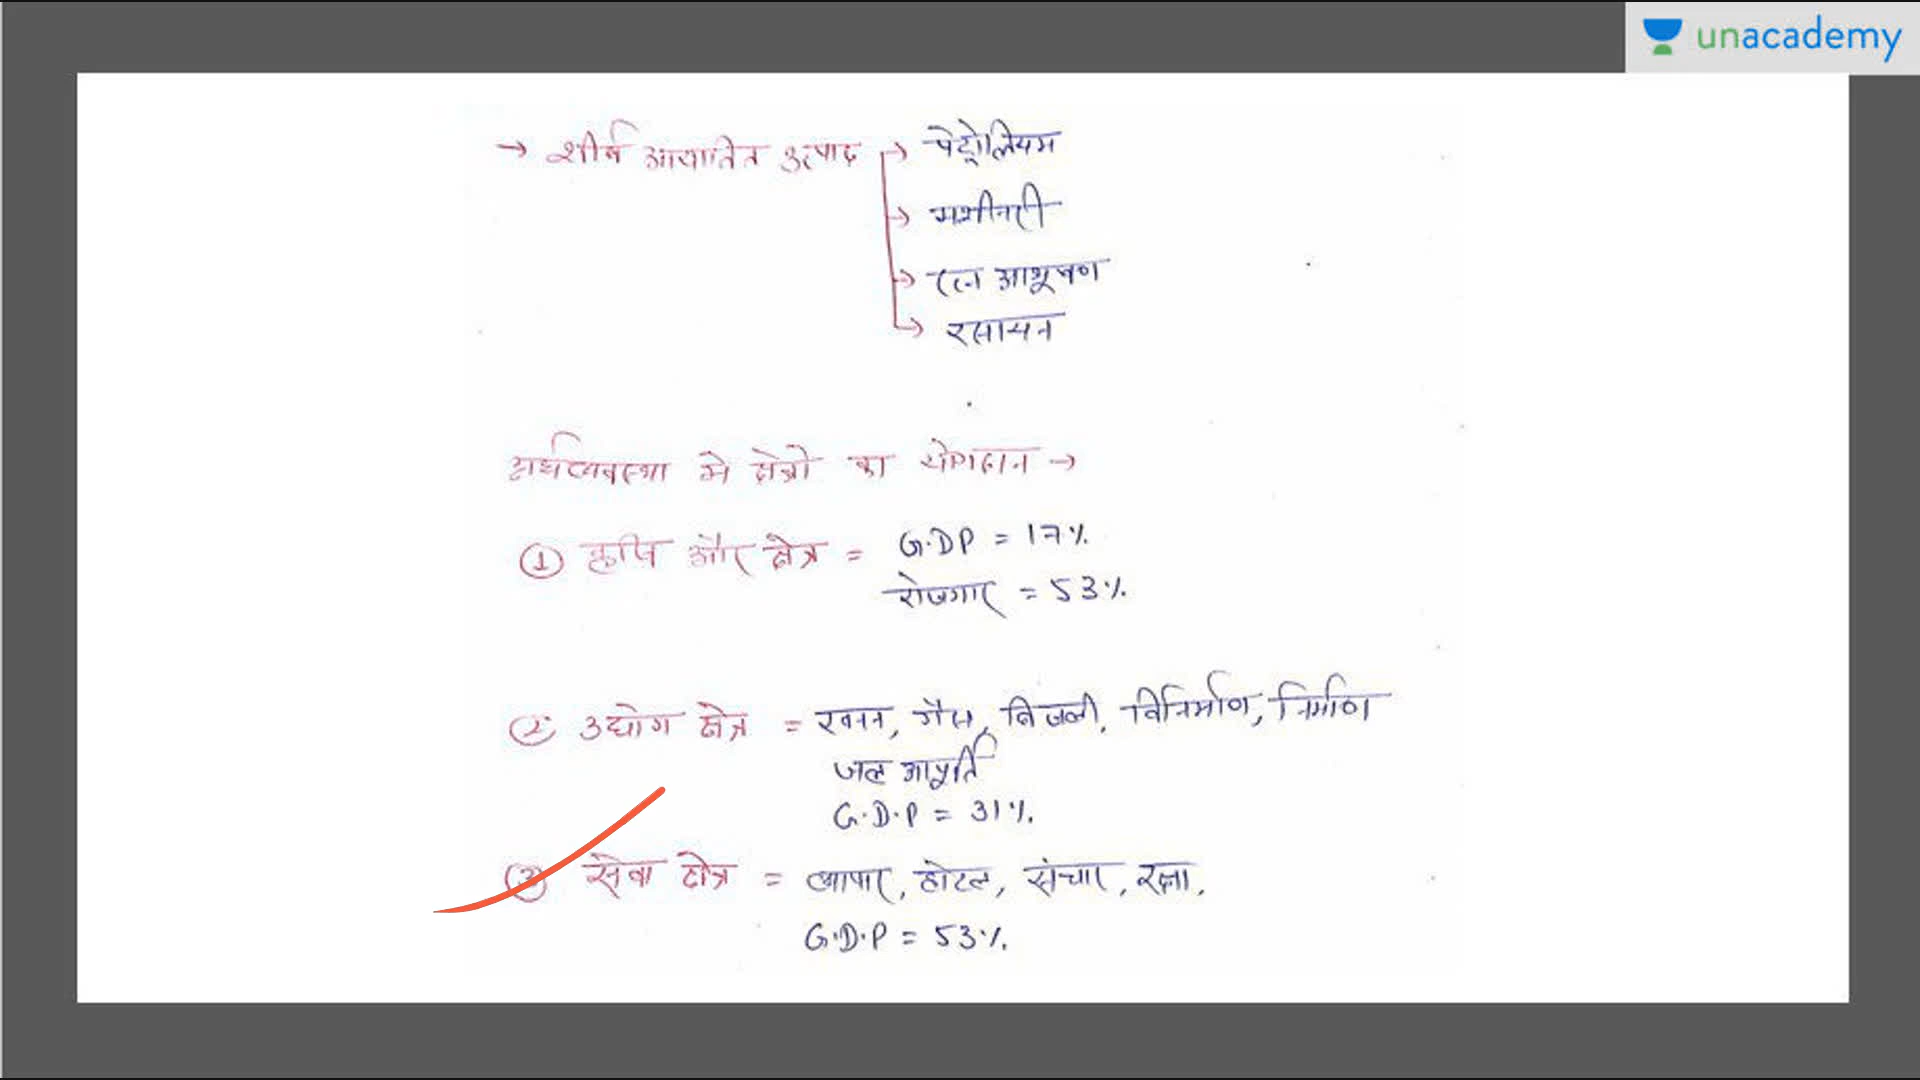 unacademy
→ शीर्ष आयातित उत्पाद → पेट्रोलियम
→ मशीनरी
→ रत्न आभूषण
→ रसायन
अर्थव्यवस्था मे क्षेत्रो का योगदान →
① कृषि और क्षेत्र = G.D.P = 17%
रोजगार = 53%
② उद्योग क्षेत्र = खनन, गैस, बिजली, विनिर्माण, निर्माण
जल आपूर्ति
G.D.P = 31%
③ सेवा क्षेत्र = व्यापार, होटल, संचार, रक्षा,
G.D.P = 53%